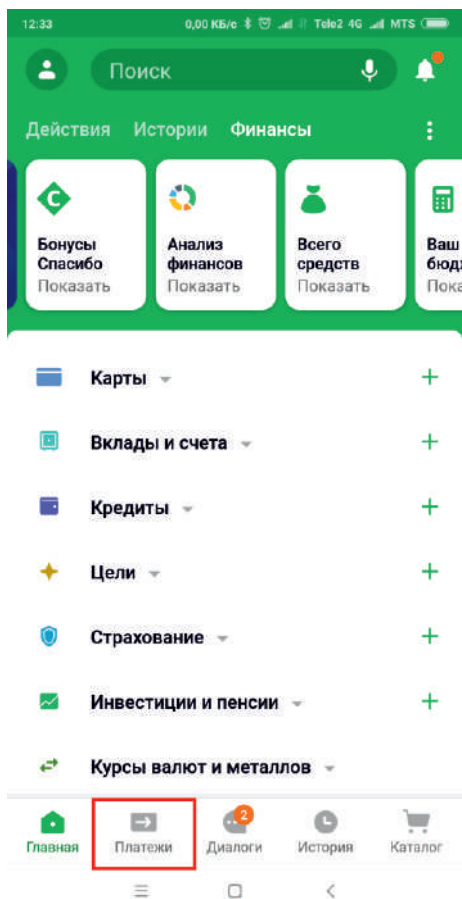 12:33 0,00 КБ/с Tele2 4G MTS
Поиск
Действия Истории Финансы
Бонусы Спасибо Показать
Анализ финансов Показать
Всего средств Показать
Ваш
Карты
Вклады и счета
Кредиты
Цели
Страхование
Инвестиции и пенсии
Курсы валют и металлов
2
Главная Платежи Диалоги История Каталог